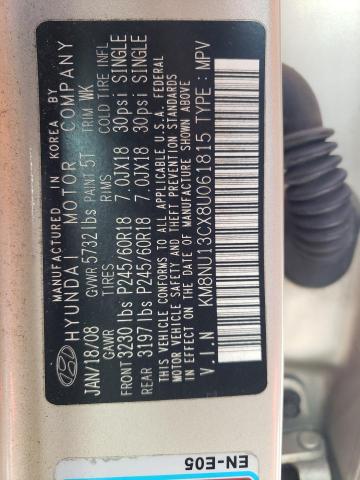 MANUFACTURED IN KOREA BY
HYUNDAI MOTOR COMPANY
JAN/18/08 GVWR 5732 lbs PAINT 5T TRIM WK
GAWR TIRES RIMS COLD TIRE INFL
FRONT 3230 lbs P245/60R18 7.0JX18 30psi SINGLE
REAR 3197 lbs P245/60R18 7.0JX18 30psi SINGLE
THIS VEHICLE CONFORMS TO ALL APPLICABLE U.S.A. FEDERAL
MOTOR VEHICLE SAFETY AND THEFT PREVENTION STANDARDS
IN EFFECT ON THE DATE OF MANUFACTURE SHOWN ABOVE.
V.I.N KM8NU13CX8U061815 TYPE : MPV
EN-E05